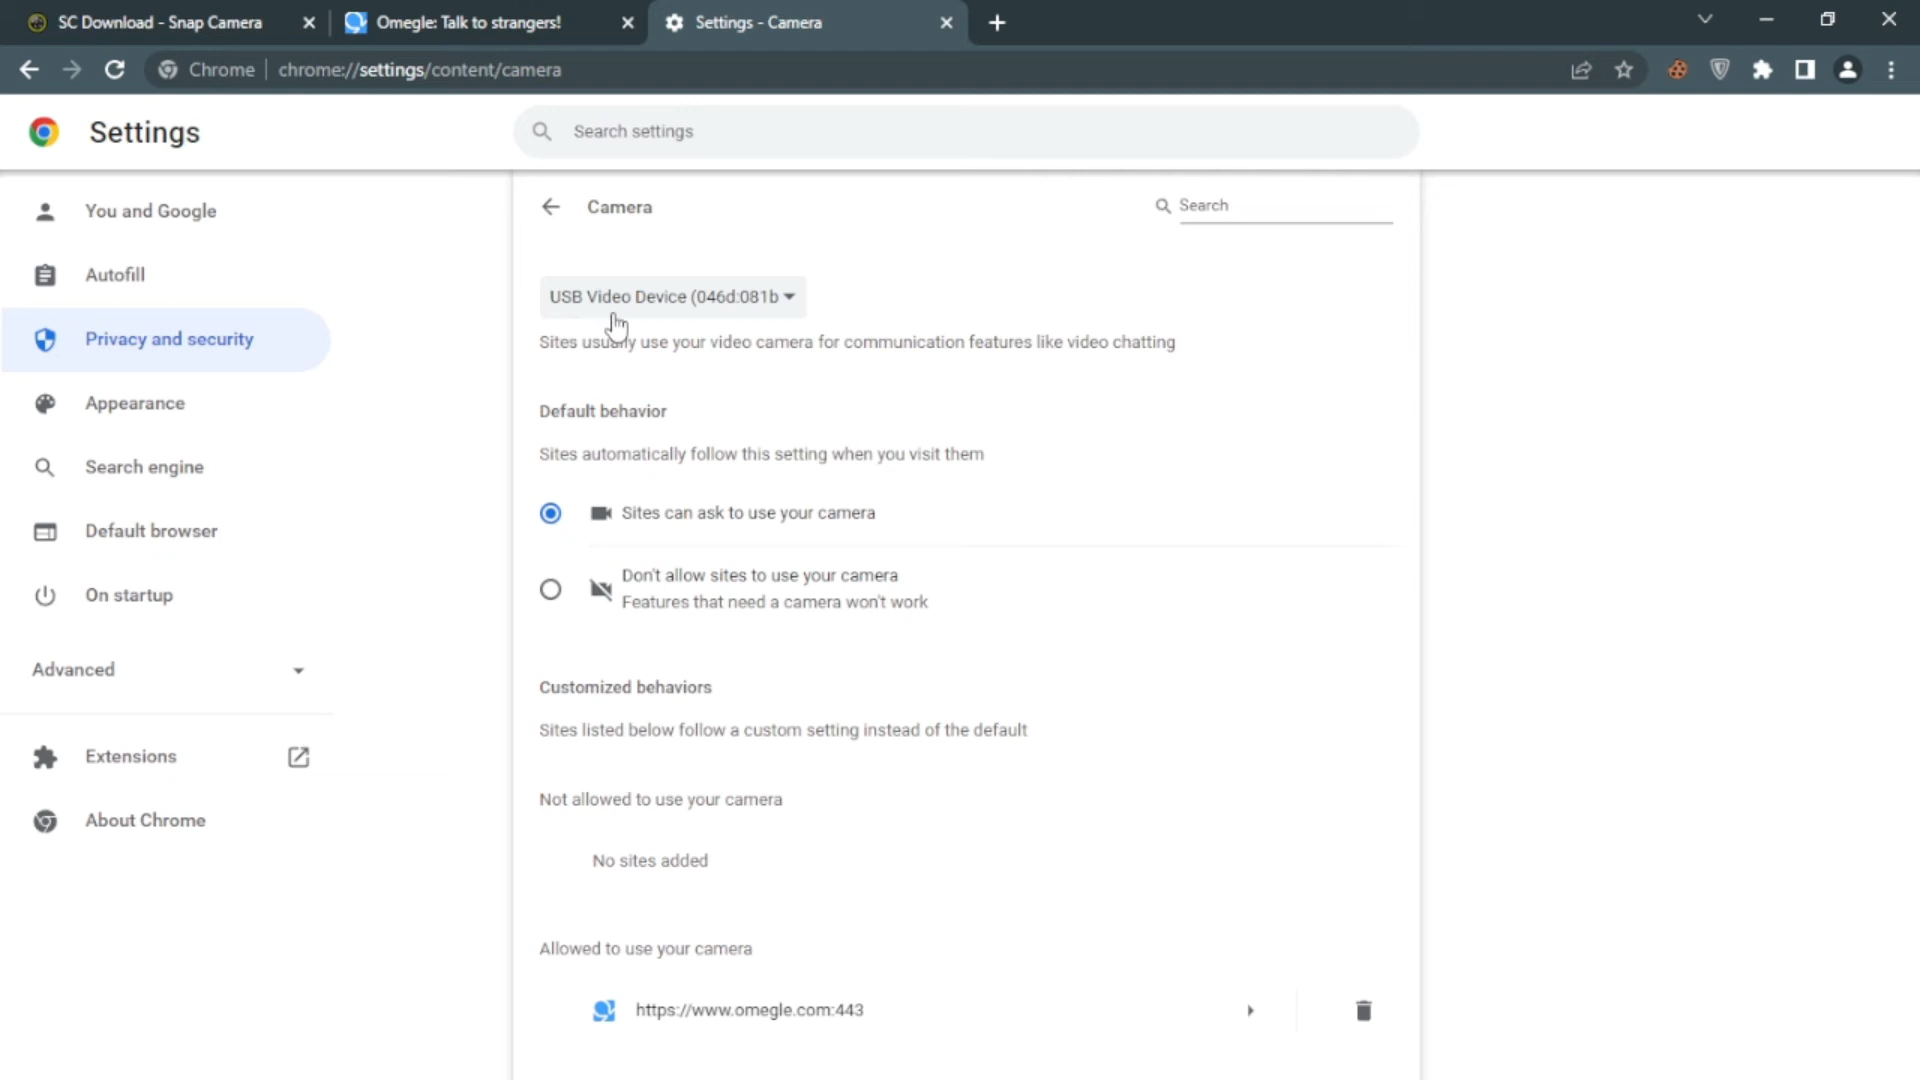 SC Download - Snap Camera
Omegle: Talk to strangers!
Settings - Camera
Chrome
chrome://settings/content/camera
Settings
Search settings
You and Google
Autofill
Privacy and security
Appearance
Search engine
Default browser
On startup
Advanced
Extensions
About Chrome
Camera
Search
USB Video Device (046d:081b
Sites usually use your video camera for communication features like video chatting
Default behavior
Sites automatically follow this setting when you visit them
Sites can ask to use your camera
Don't allow sites to use your camera
Features that need a camera won't work
Customized behaviors
Sites listed below follow a custom setting instead of the default
Not allowed to use your camera
No sites added
Allowed to use your camera
https://www.omegle.com:443